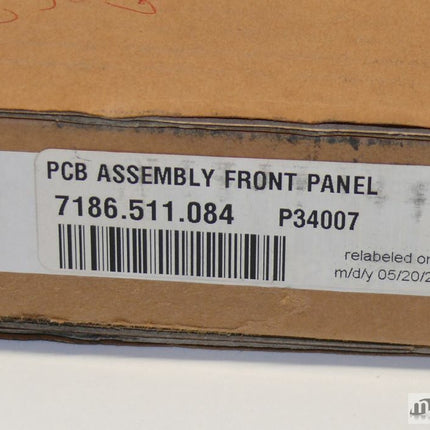 PCB ASSEMBLY FRONT PANEL
7186.511.084 P34007
relabeled on
m/d/y 05/20/2